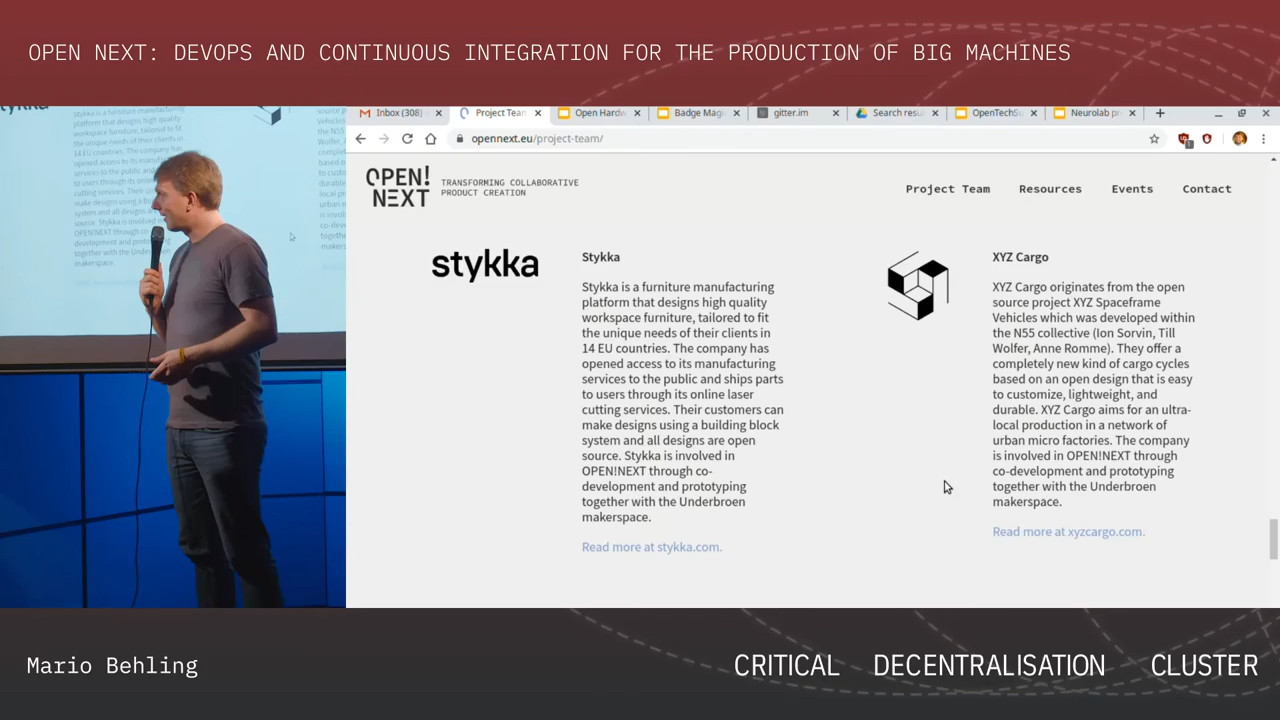 OPEN NEXT: DEVOPS AND CONTINUOUS INTEGRATION FOR THE PRODUCTION OF BIG MACHINES
Inbox (308)
Project Team
Open Hardw
Badge Mag
gitter.im
Search resu
OpenTechSu
Neurolab pr
opennext.eu/project-team/
OPEN!
NEXT
TRANSFORMING COLLABORATIVE
PRODUCT CREATION
Project Team Resources Events Contact
stykka
Stykka
Stykka is a furniture manufacturing
platform that designs high quality
workspace furniture, tailored to fit
the unique needs of their clients in
14 EU countries. The company has
opened access to its manufacturing
services to the public and ships parts
to users through its online laser
cutting services. Their customers can
make designs using a building block
system and all designs are open
source. Stykka is involved in
OPEN!NEXT through co-
development and prototyping
together with the Underbroen
makerspace.
Read more at stykka.com.
XYZ Cargo
XYZ Cargo originates from the open
source project XYZ Spaceframe
Vehicles which was developed within
the N55 collective (Ion Sorvin, Till
Wolfer, Anne Romme). They offer a
completely new kind of cargo cycles
based on an open design that is easy
to customize, lightweight, and
durable. XYZ Cargo aims for an ultra-
local production in a network of
urban micro factories. The company
is involved in OPEN!NEXT through
co-development and prototyping
together with the Underbroen
makerspace.
Read more at xyzcargo.com.
Mario Behling
CRITICAL DECENTRALISATION CLUSTER